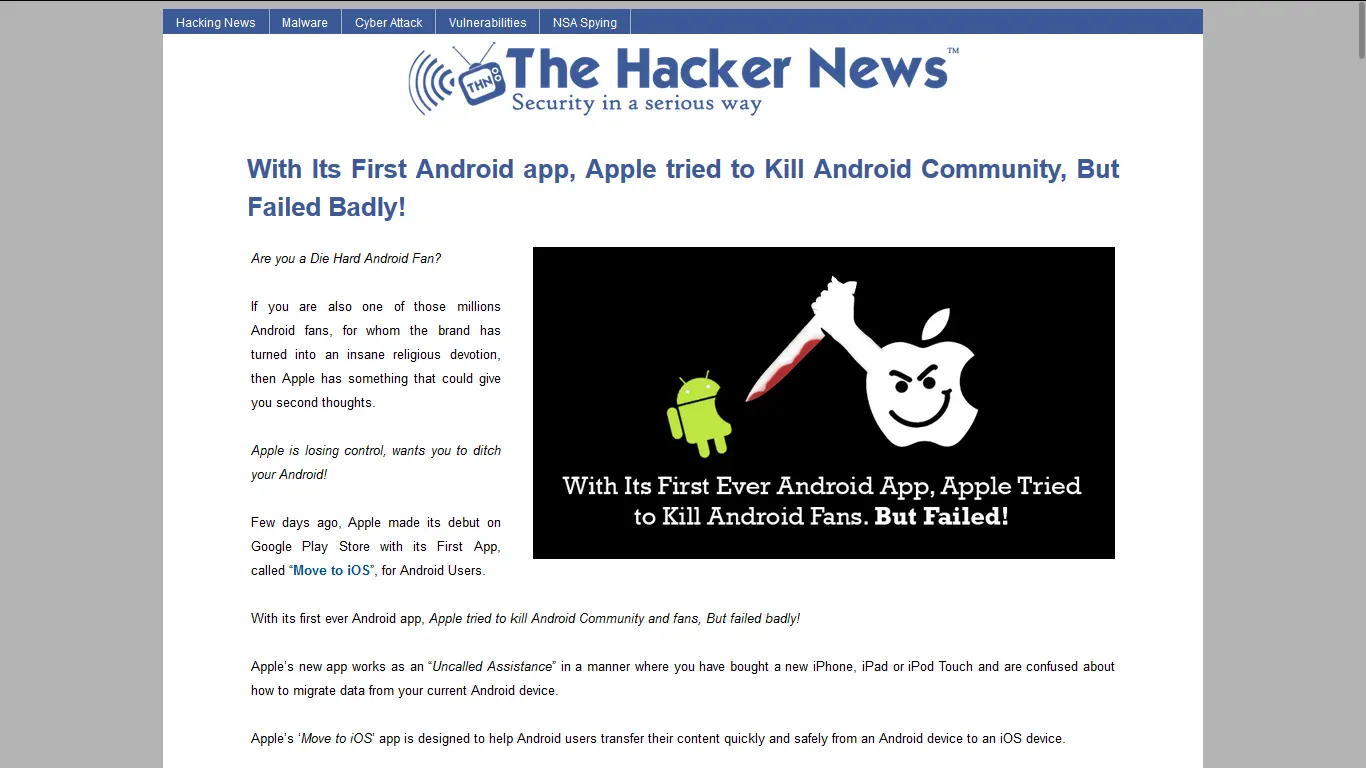 Hacking News Malware Cyber Attack Vulnerabilities NSA Spying
THN The Hacker News™
Security in a serious way
With Its First Android app, Apple tried to Kill Android Community, But
Failed Badly!
Are you a Die Hard Android Fan?
If you are also one of those millions
Android fans, for whom the brand has
turned into an insane religious devotion,
then Apple has something that could give
you second thoughts.
Apple is losing control, wants you to ditch
your Android!
Few days ago, Apple made its debut on
Google Play Store with its First App,
called “Move to iOS”, for Android Users.
With Its First Ever Android App, Apple Tried
to Kill Android Fans. But Failed!
With its first ever Android app, Apple tried to kill Android Community and fans, But failed badly!
Apple’s new app works as an “Uncalled Assistance” in a manner where you have bought a new iPhone, iPad or iPod Touch and are confused about
how to migrate data from your current Android device.
Apple’s ‘Move to iOS’ app is designed to help Android users transfer their content quickly and safely from an Android device to an iOS device.